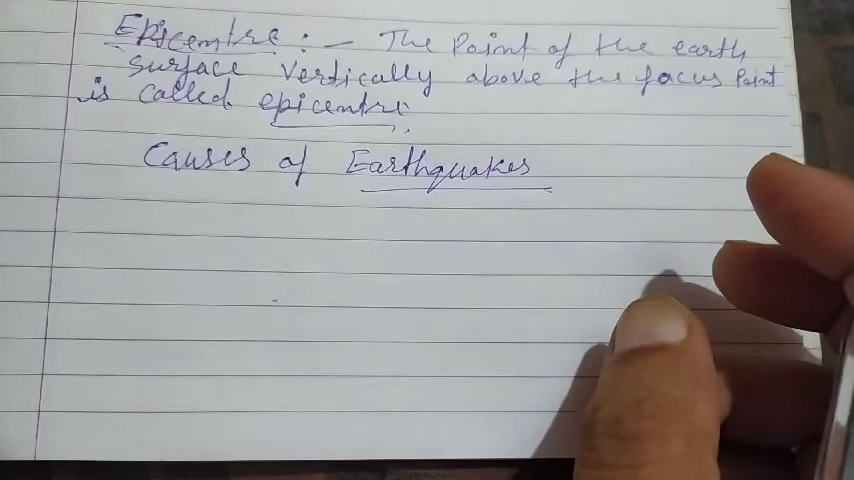 Epicentre :- The Point of the earth
surface vertically above the focus Point
is called epicentre.
Causes of Earthquakes